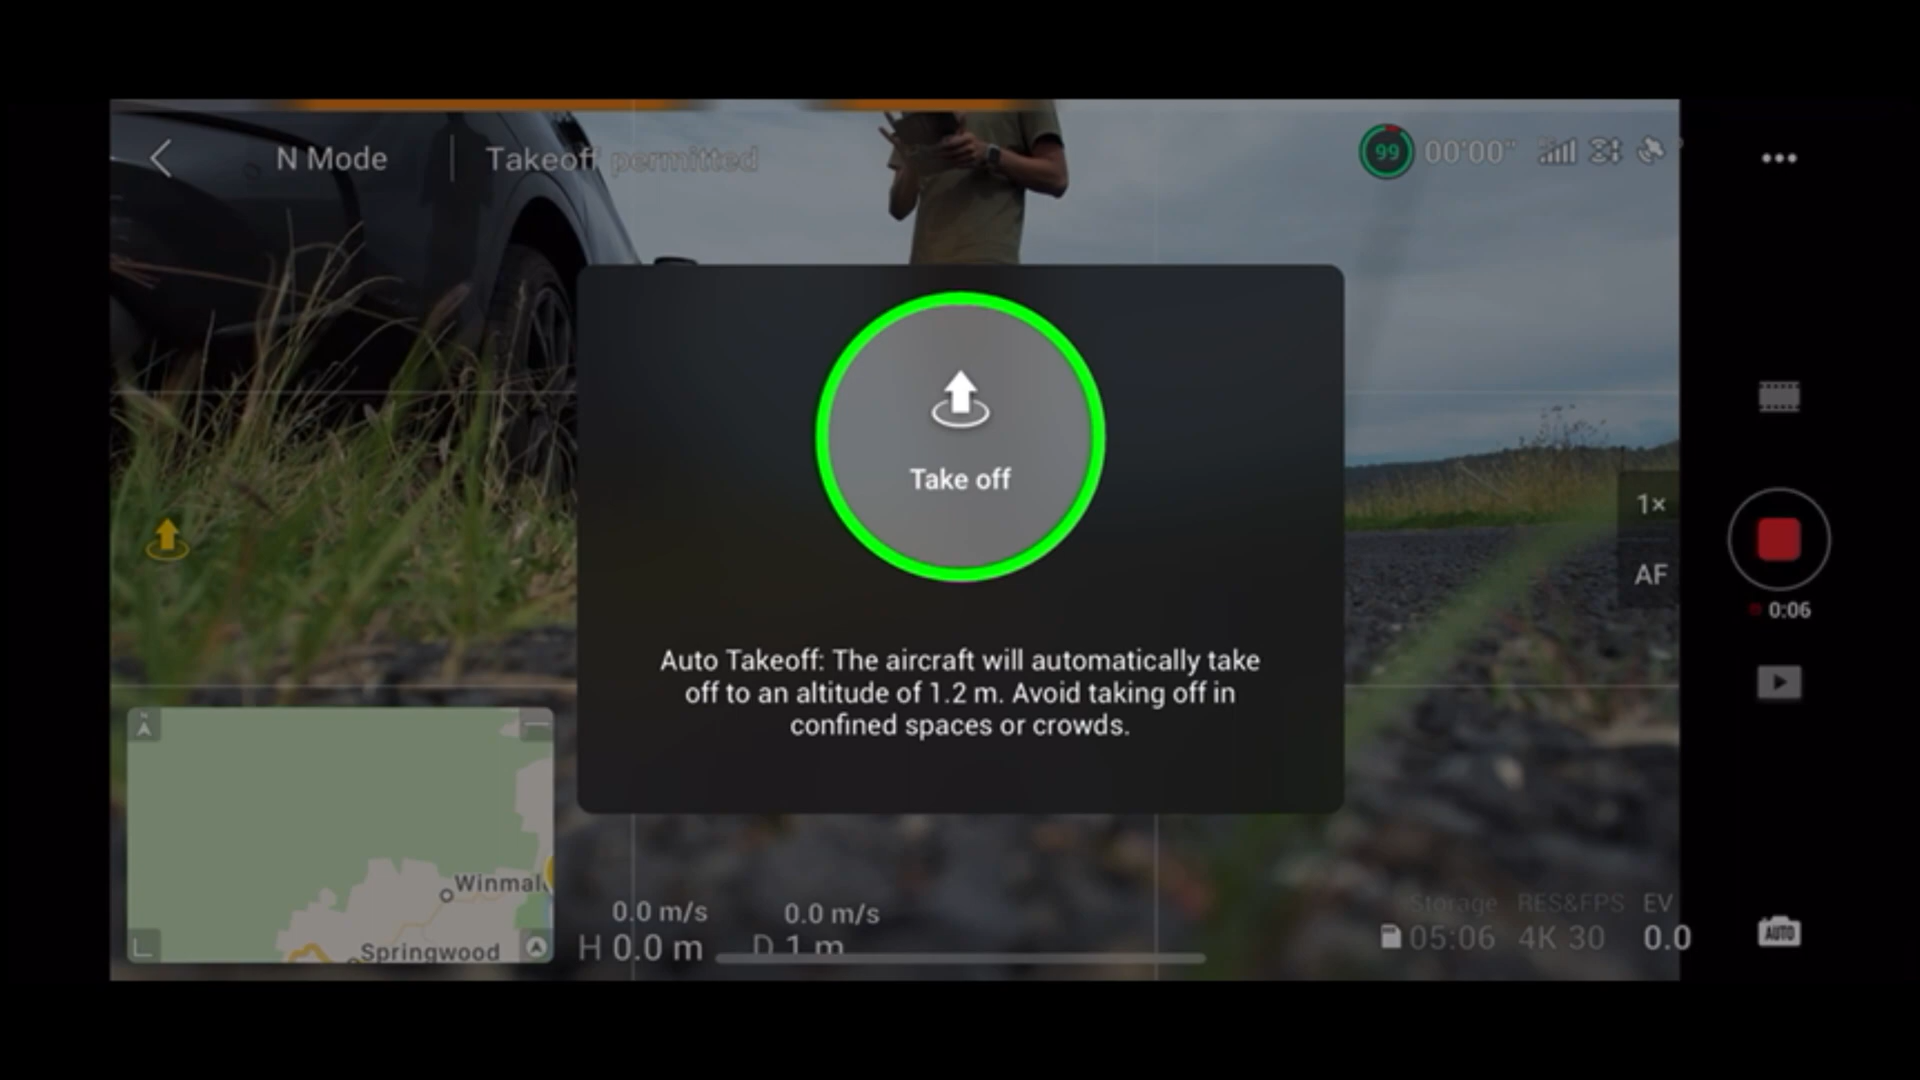 N Mode
Takeoff permitted
99
00'00"
Take off
Auto Takeoff: The aircraft will automatically take
off to an altitude of 1.2 m. Avoid taking off in
confined spaces or crowds.
1×
AF
0:06
N
Springwood
0.0 m/s
0.0 m/s
H 0.0 m
D 1 m
Storage
RES&FPS
EV
05:06
4K 30
0.0
AUTO